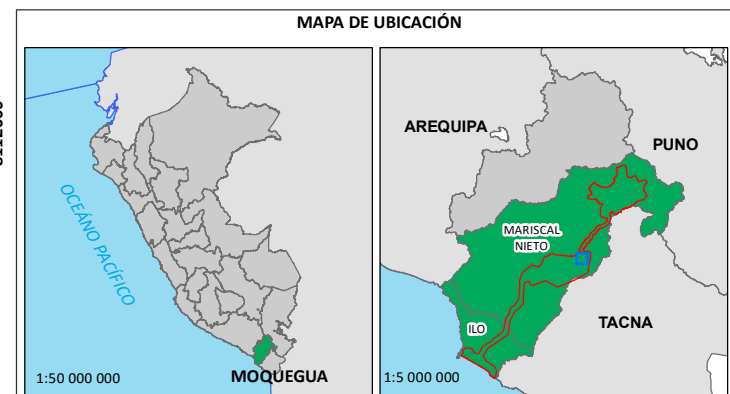 MAPA DE UBICACIÓN
OCEÁNO PACÍFICO
MOQUEGUA
1:50 000 000
AREQUIPA
PUNO
MARISCAL
NIETO
ILO
TACNA
1:5 000 000